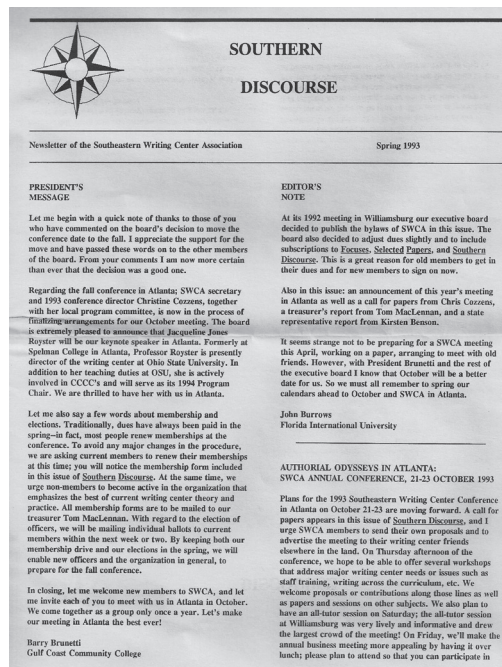 SOUTHERN
DISCOURSE
Newsletter of the Southeastern Writing Center Association
Spring 1993
PRESIDENT'S
MESSAGE
Let me begin with a quick note of thanks to those of you
who have commented on the board's decision to move the
conference date to the fall. I appreciate the support for the
move and have passed these words on to the other members
of the board. From your comments I am now more certain
than ever that the decision was a good one.
Regarding the fall conference in Atlanta; SWCA secretary
and 1993 conference director Christine Cozzens, together
with her local program committee, is now in the process of
finalizing arrangements for our October meeting. The board
is extremely pleased to announce that Jacqueline Jones
Royster will be our keynote speaker in Atlanta. Formerly at
Spelman College in Atlanta, Professor Royster is presently
director of the writing center at Ohio State University. In
addition to her teaching duties at OSU, she is actively
involved in CCCC's and will serve as its 1994 Program
Chair. We are thrilled to have her with us in Atlanta.
Let me also say a few words about membership and
elections. Traditionally, dues have always been paid in the
spring--in fact, most people renew memberships at the
conference. To avoid any major changes in the procedure,
we are asking current members to renew their memberships
at this time; you will notice the membership form included
in this issue of Southern Discourse. At the same time, we
urge non-members to become active in the organization that
emphasizes the best of current writing center theory and
practice. All membership forms are to be mailed to our
treasurer Tom MacLennan. With regard to the election of
officers, we will be mailing individual ballots to current
members within the next week or two. By keeping both our
membership drive and our elections in the spring, we will
enable new officers and the organization in general, to
prepare for the fall conference.
In closing, let me welcome new members to SWCA, and let
me invite each of you to meet with us in Atlanta in October.
We come together as a group only once a year. Let's make
our meeting in Atlanta the best ever!
Barry Brunetti
Gulf Coast Community College
EDITOR'S
NOTE
At its 1992 meeting in Williamsburg our executive board
decided to publish the bylaws of SWCA in this issue. The
board also decided to adjust dues slightly and to include
subscriptions to Focuses, Selected Papers, and Southern
Discourse. This is a great reason for old members to get in
their dues and for new members to sign on now.
Also in this issue: an announcement of this year's meeting
in Atlanta as well as a call for papers from Chris Cozzens,
a treasurer's report from Tom MacLennan, and a state
representative report from Kirsten Benson.
It seems strange not to be preparing for a SWCA meeting
this April, working on a paper, arranging to meet with old
friends. However, with President Brunetti and the rest of
the executive board I know that October will be a better
date for us. So we must all remember to spring our
calendars ahead to October and SWCA in Atlanta.
John Burrows
Florida International University
AUTHORIAL ODYSSEYS IN ATLANTA:
SWCA ANNUAL CONFERENCE, 21-23 OCTOBER 1993
Plans for the 1993 Southeastern Writing Center Conference
in Atlanta on October 21-23 are moving forward. A call for
papers appears in this issue of Southern Discourse, and I
urge SWCA members to send their own proposals and to
advertise the meeting to their writing center friends
elsewhere in the land. On Thursday afternoon of the
conference, we hope to be able to offer several workshops
that address major writing center needs or issues such as
staff training, writing across the curriculum, etc. We
welcome proposals or contributions along those lines as well
as papers and sessions on other subjects. We also plan to
have an all-tutor session on Saturday; the all-tutor session
at Williamsburg was very lively and informative and drew
the largest crowd of the meeting! On Friday, we'll make the
annual business meeting more appealing by having it over
lunch; please plan to attend so that you can participate in